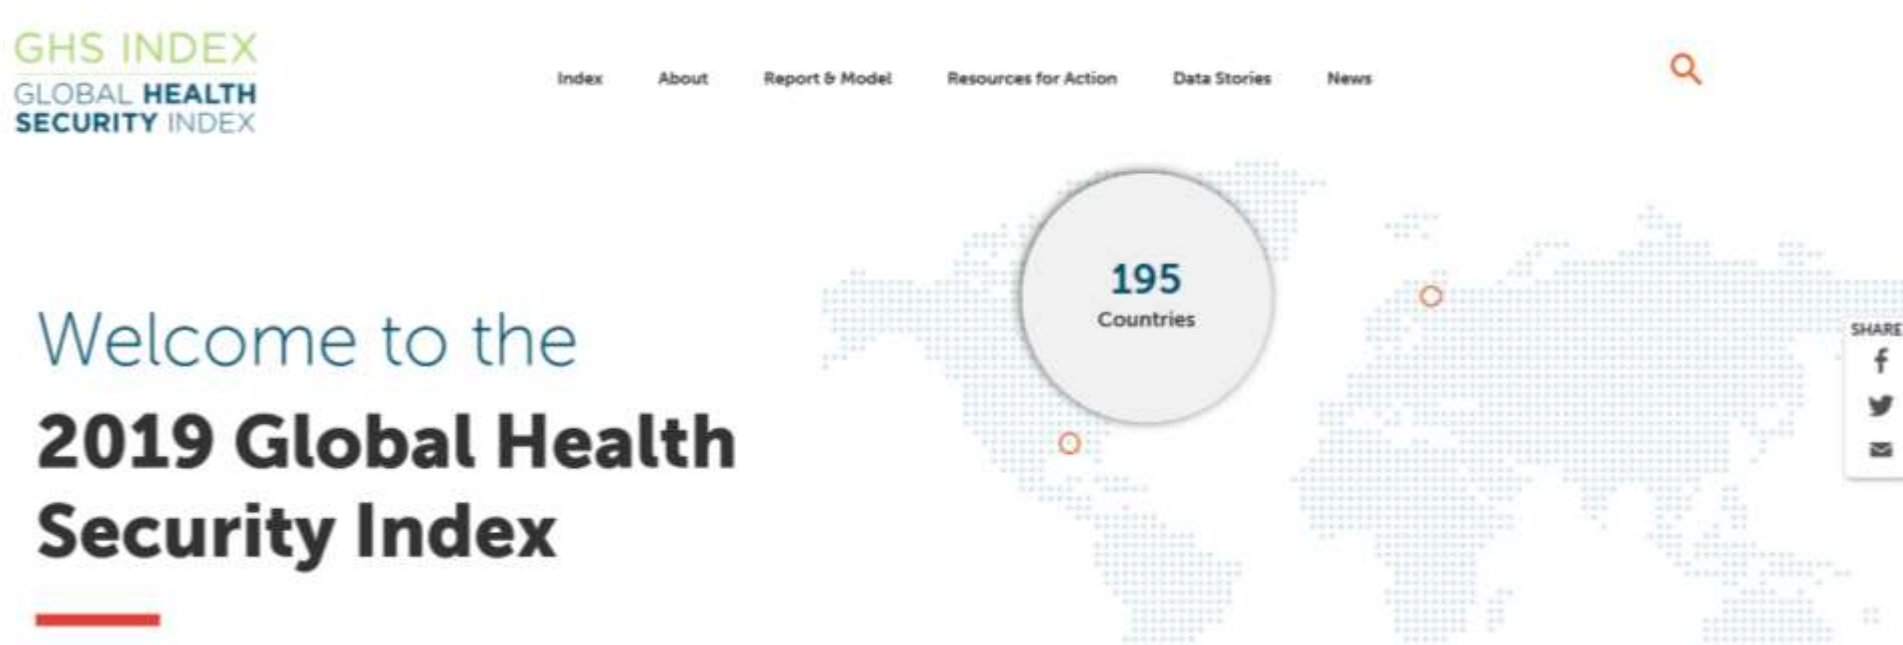 GHS INDEX
GLOBAL HEALTH
SECURITY INDEX
Index
About
Report & Model
Resources for Action
Data Stories
News
195
Countries
Welcome to the
2019 Global Health
Security Index
SHARE